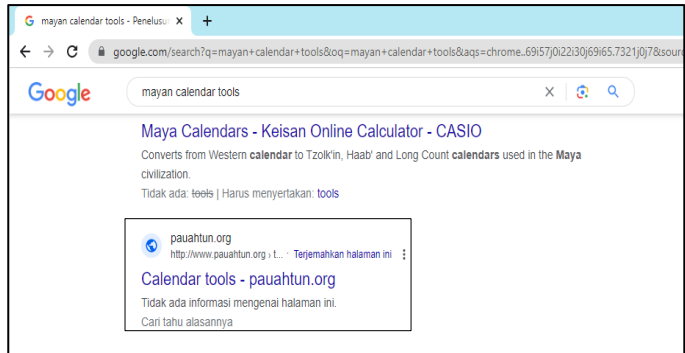 mayan calendar tools - Penelusur
google.com/search?q=mayan+calendar+tools&oq=mayan+calendar+tools&aqs=chrome..69i57j0i22i30j69i65.7321j0j7&sourc
Google
mayan calendar tools
Maya Calendars - Keisan Online Calculator - CASIO
Converts from Western calendar to Tzolk'in, Haab' and Long Count calendars used in the Maya
civilization.
Tidak ada: tools | Harus menyertakan: tools
pauahtun.org
http://www.pauahtun.org › t... · Terjemahkan halaman ini
Calendar tools - pauahtun.org
Tidak ada informasi mengenai halaman ini.
Cari tahu alasannya